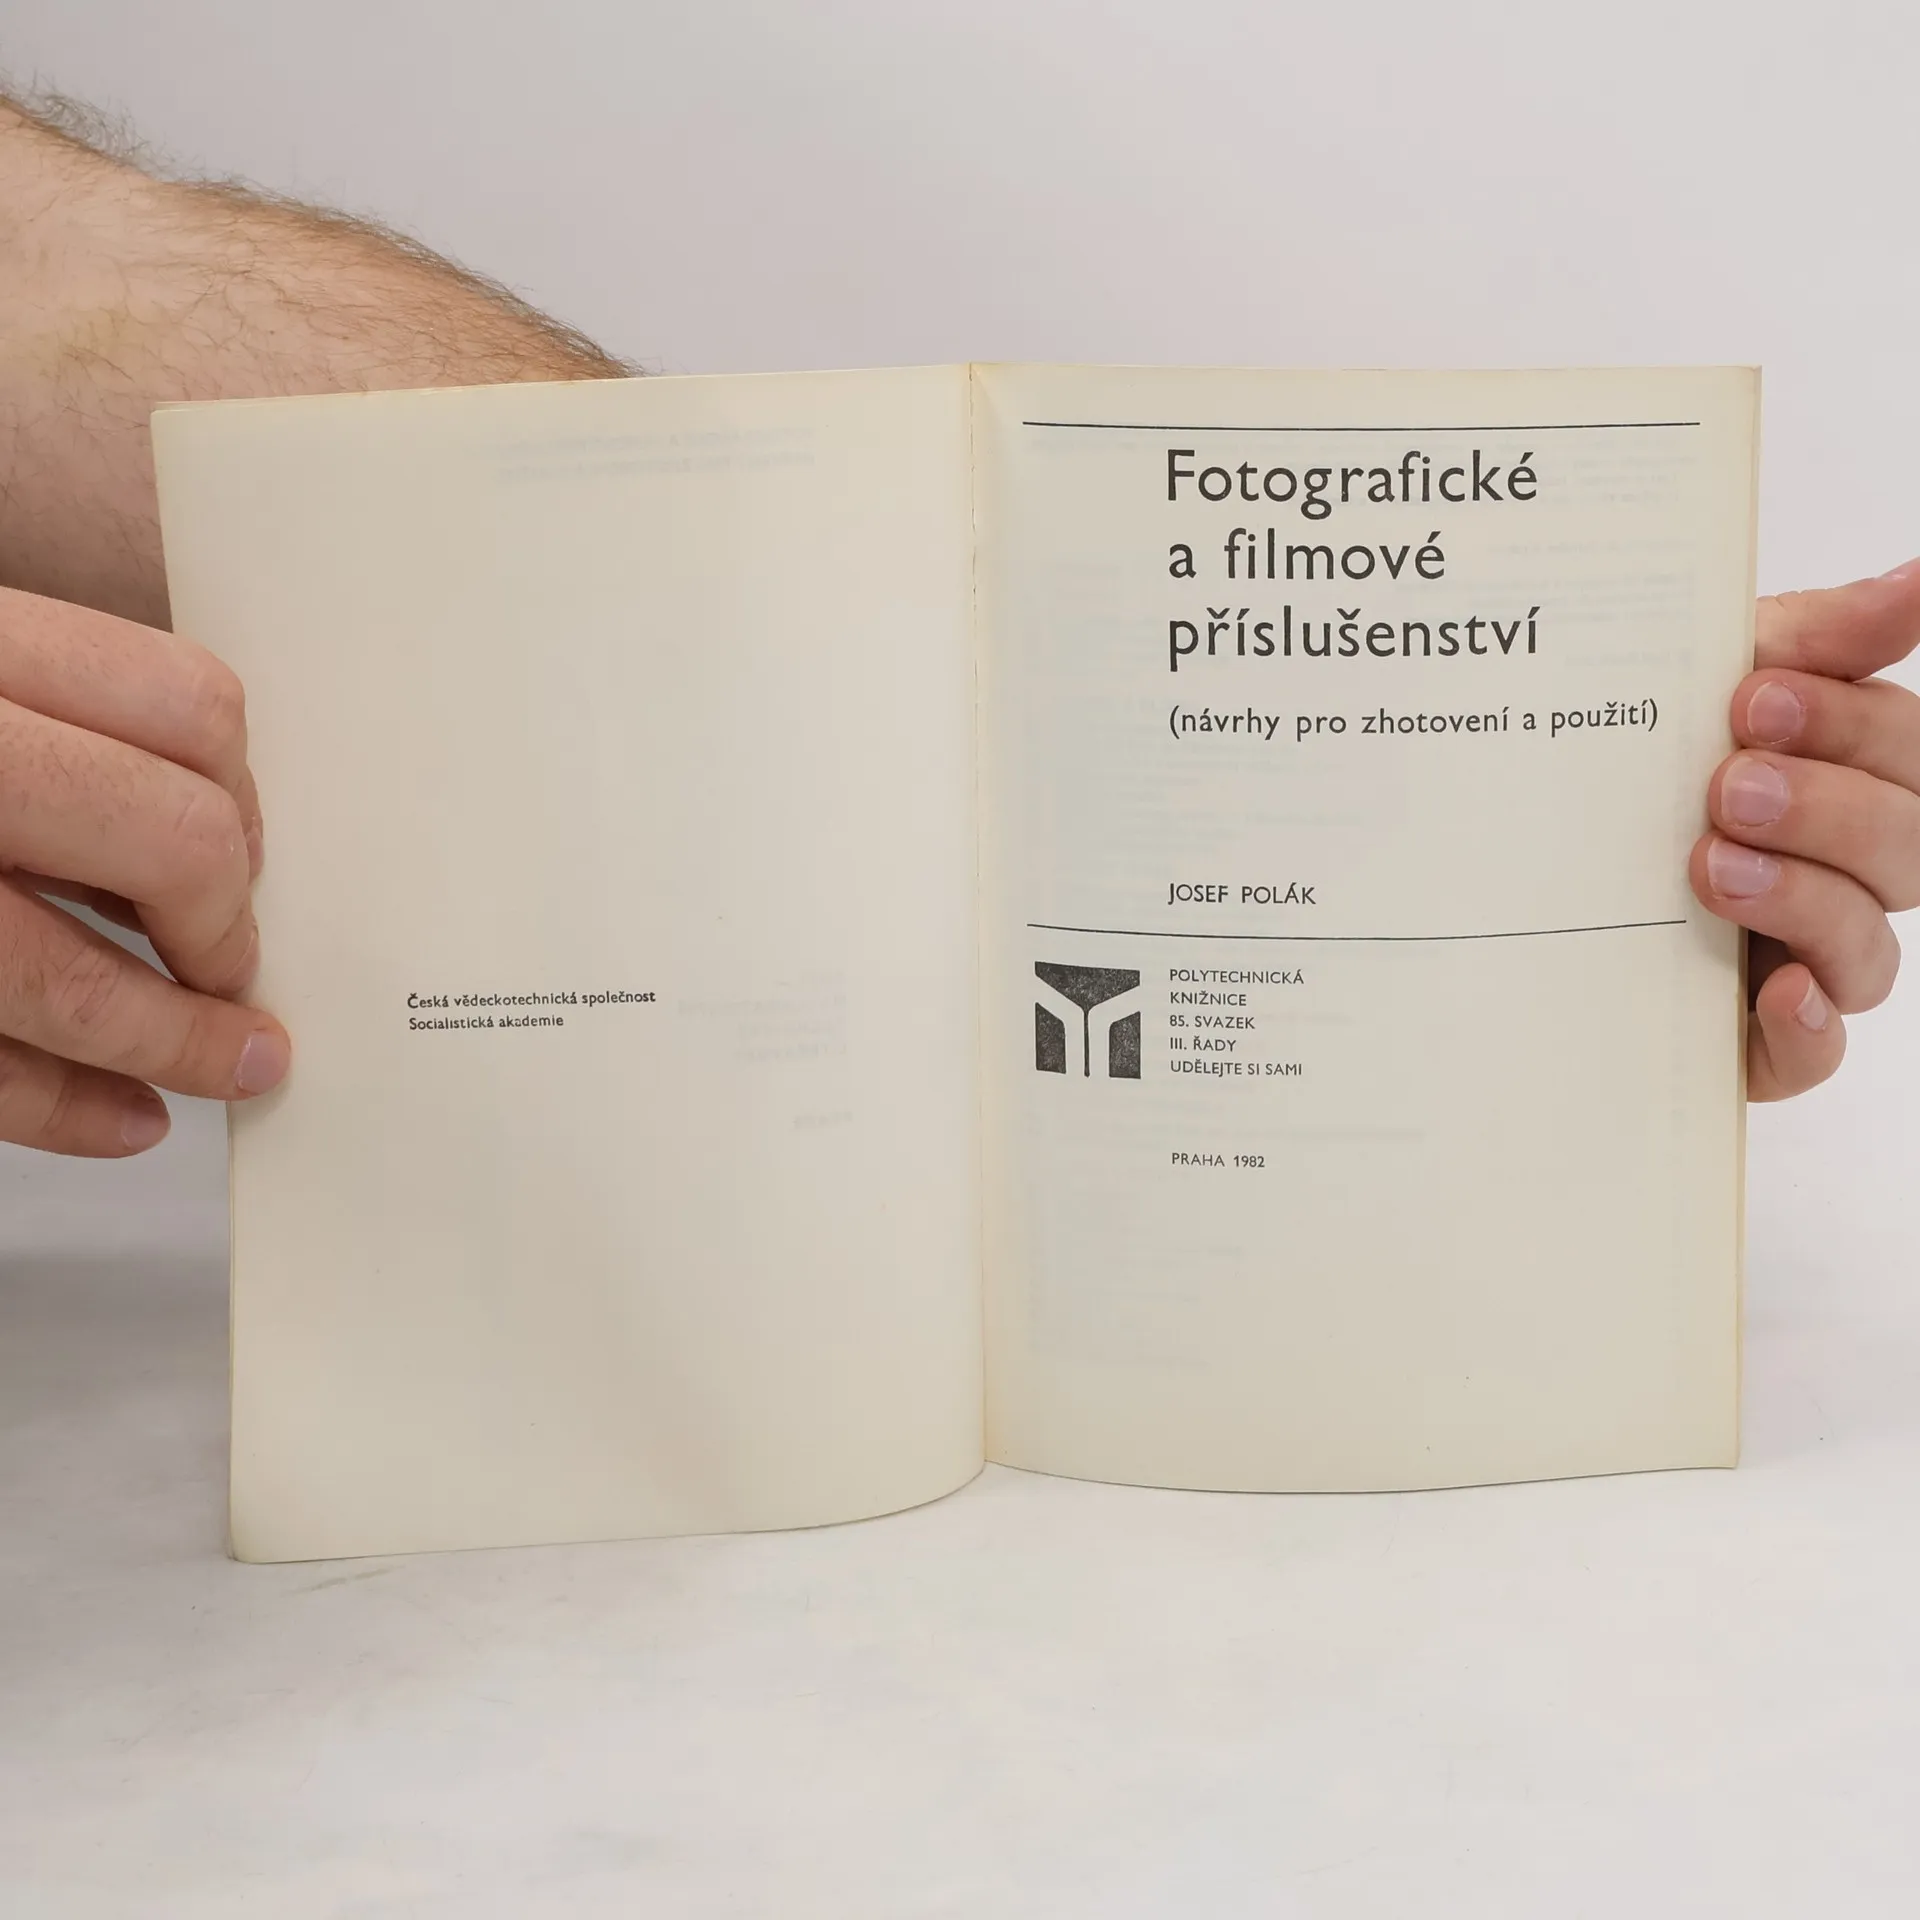 Česká vědeckotechnická společnost
Socialistická akademie
Fotografické
a filmové
příslušenství
(návrhy pro zhotovení a použití)
JOSEF POLÁK
POLYTECHNICKÁ
KNIŽNICE
85. SVAZEK
III. ŘADY
UDĚLEJTE SI SAMI
PRAHA 1982